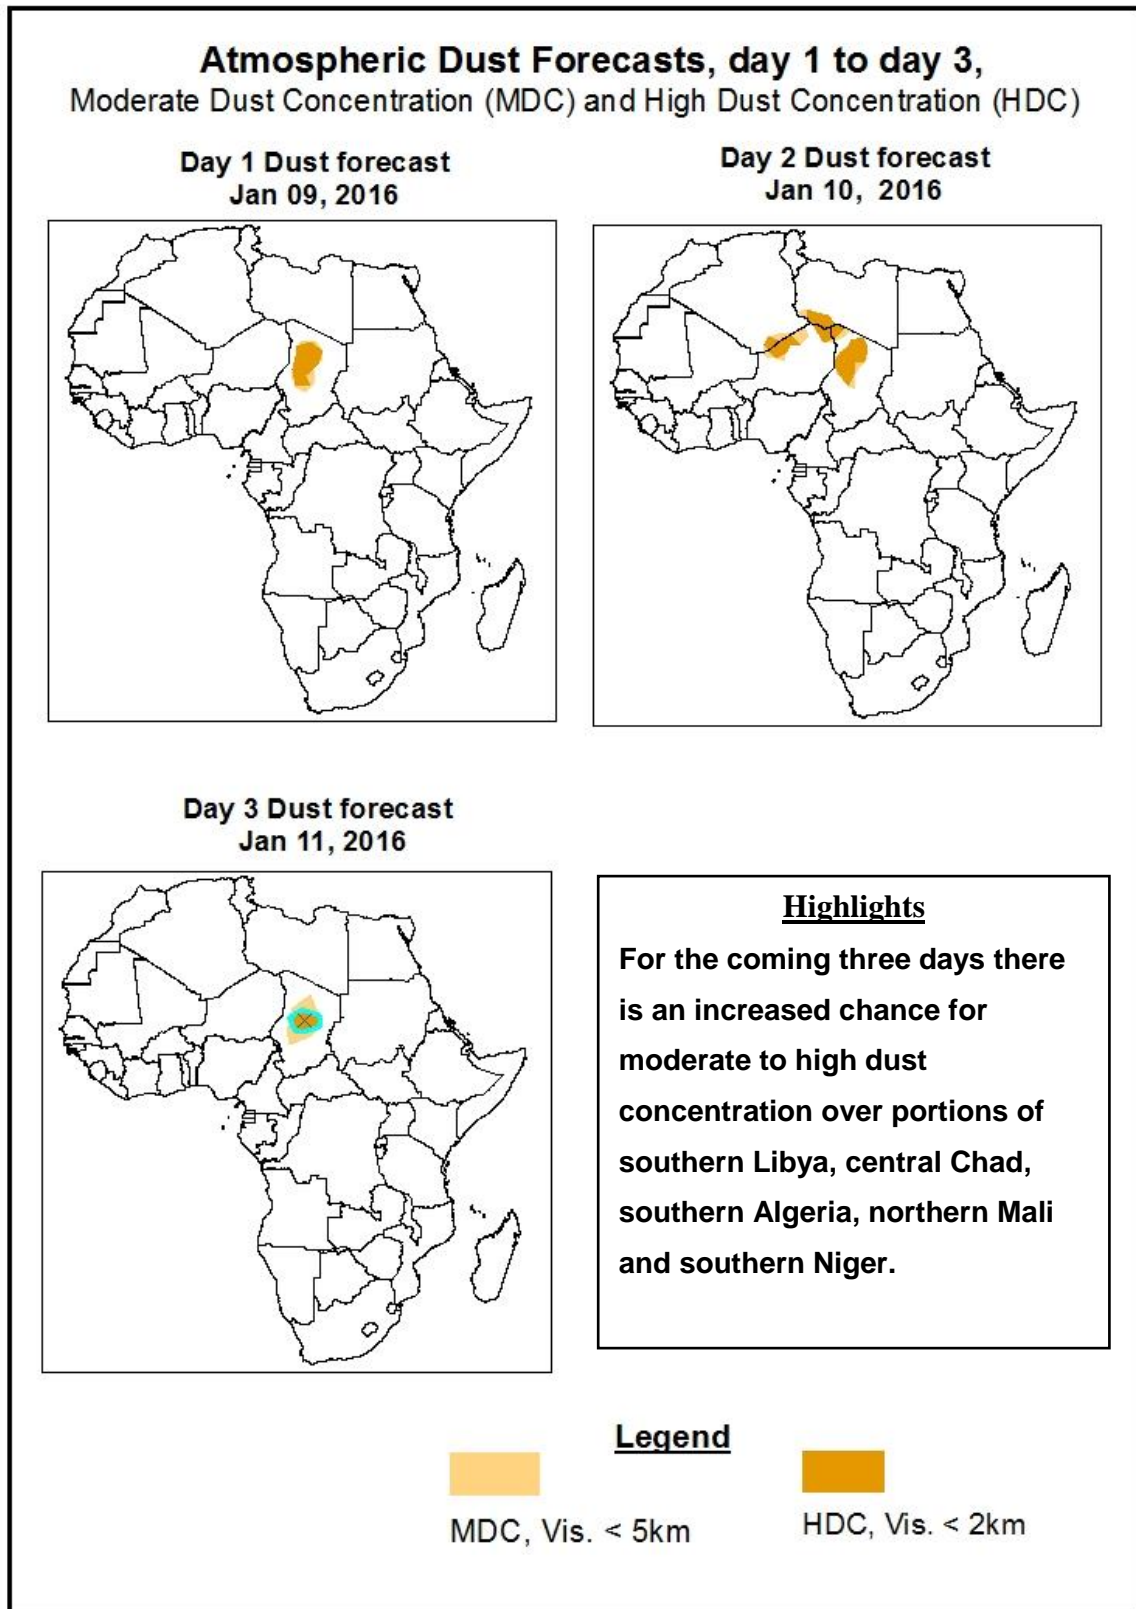 Atmospheric Dust Forecasts, day 1 to day 3,
Moderate Dust Concentration (MDC) and High Dust Concentration (HDC)
Day 1 Dust forecast
Jan 09, 2016
Day 2 Dust forecast
Jan 10, 2016
Day 3 Dust forecast
Jan 11, 2016
Highlights
For the coming three days there
is an increased chance for
moderate to high dust
concentration over portions of
southern Libya, central Chad,
southern Algeria, northern Mali
and southern Niger.
Legend
MDC, Vis. < 5km
HDC, Vis. < 2km